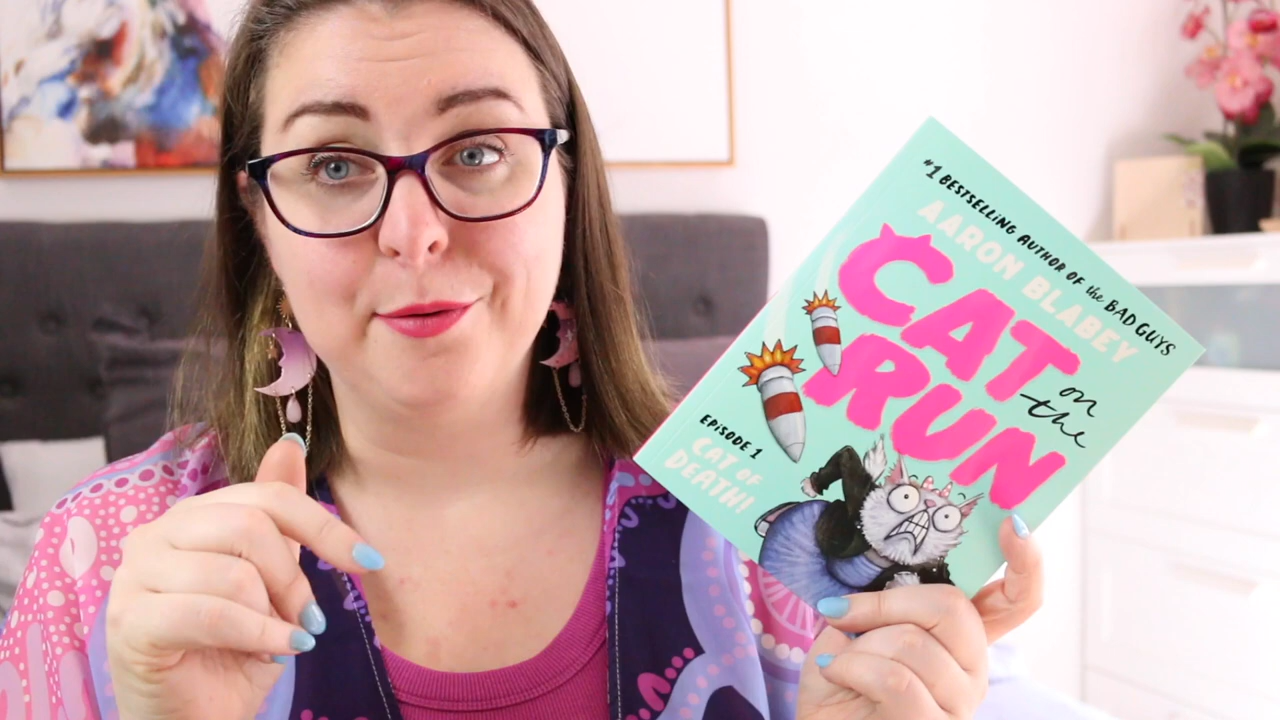 #1 BESTSELLING AUTHOR OF the BAD GUYS
AARON BLABEY
CAT
on the
RUN
EPISODE 1
CAT OF
DEATH!